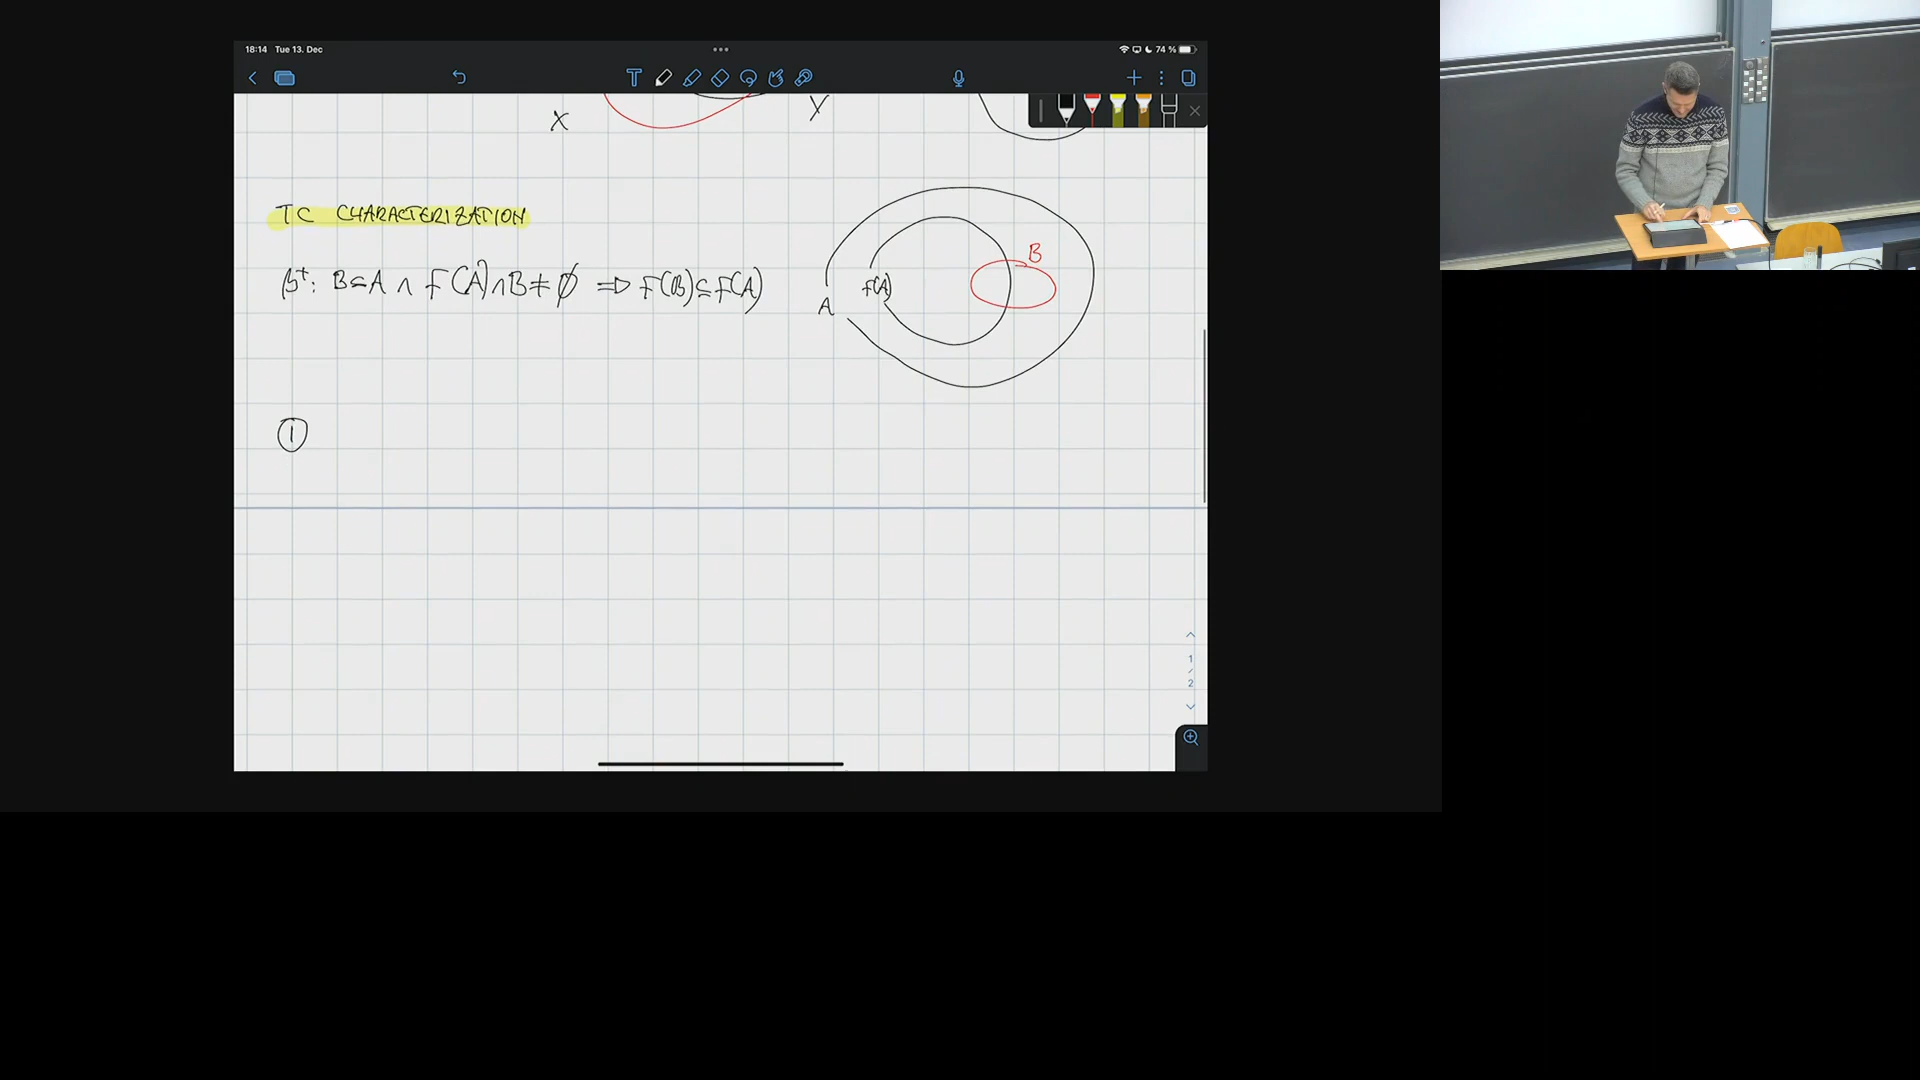 18:14 Tue 13. Dec
74 %
X
Y
TC CHARACTERIZATION
B
β⁺: B⊆A ∧ f(A)∩B≠∅ ⇒ f(B)⊆f(A)
f(A)
A
①
1
/
2